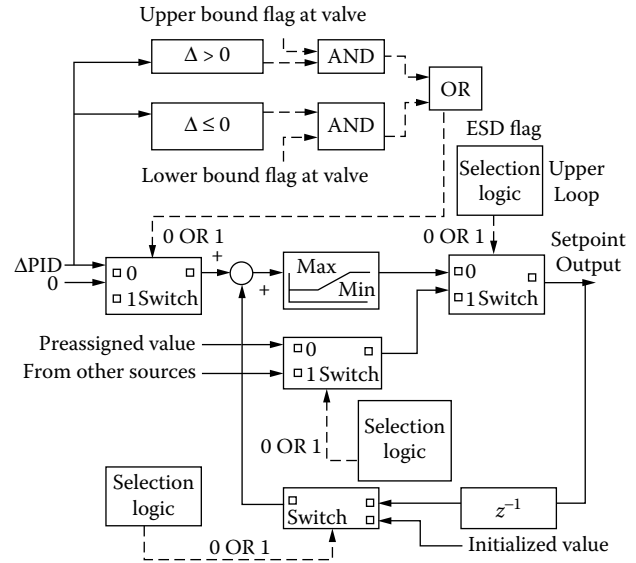 Upper bound flag at valve
Δ > 0
AND
OR
Δ ≤ 0
AND
ESD flag
Lower bound flag at valve
Selection
logic
Upper
Loop
0 OR 1
0 OR 1
Setpoint
Output
ΔPID
0
0
1 Switch
+
+
Max
Min
0
1 Switch
Preassigned value
From other sources
0
1 Switch
0 OR 1
Selection
logic
Selection
logic
Switch
z⁻¹
0 OR 1
Initialized value